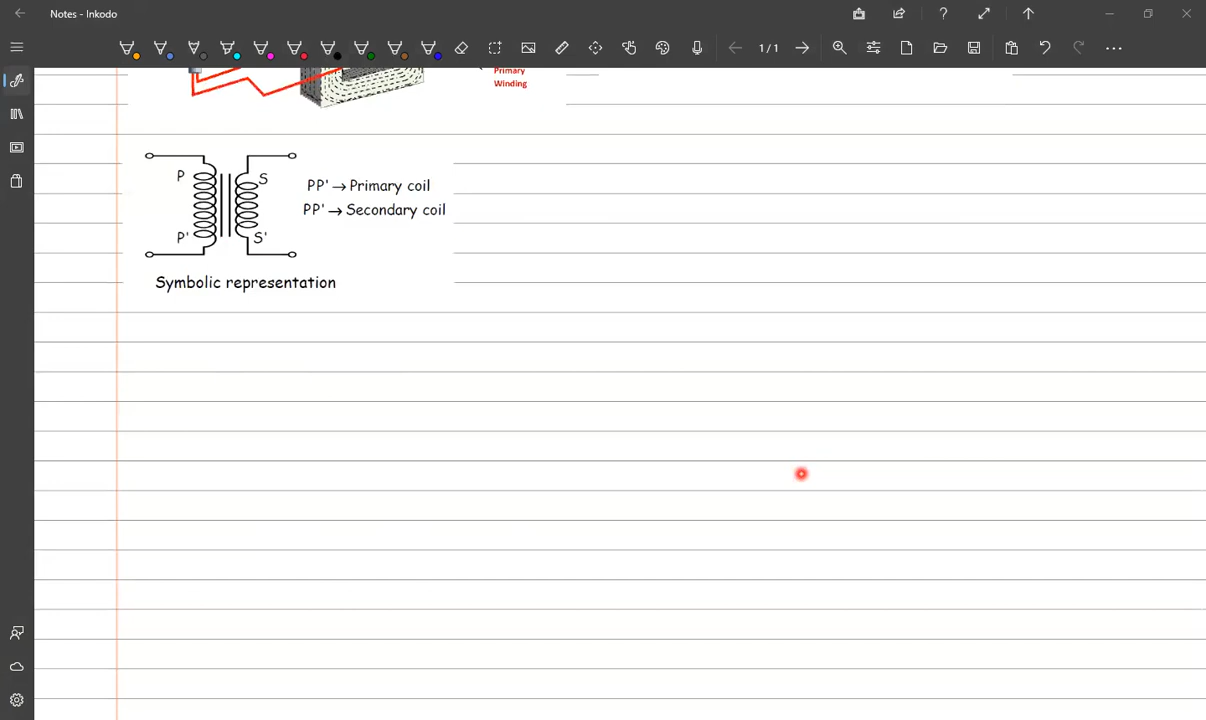 Notes - Inkodo
1/1
Primary
Winding
P
S
PP' → Primary coil
PP' → Secondary coil
P'
S'
Symbolic representation